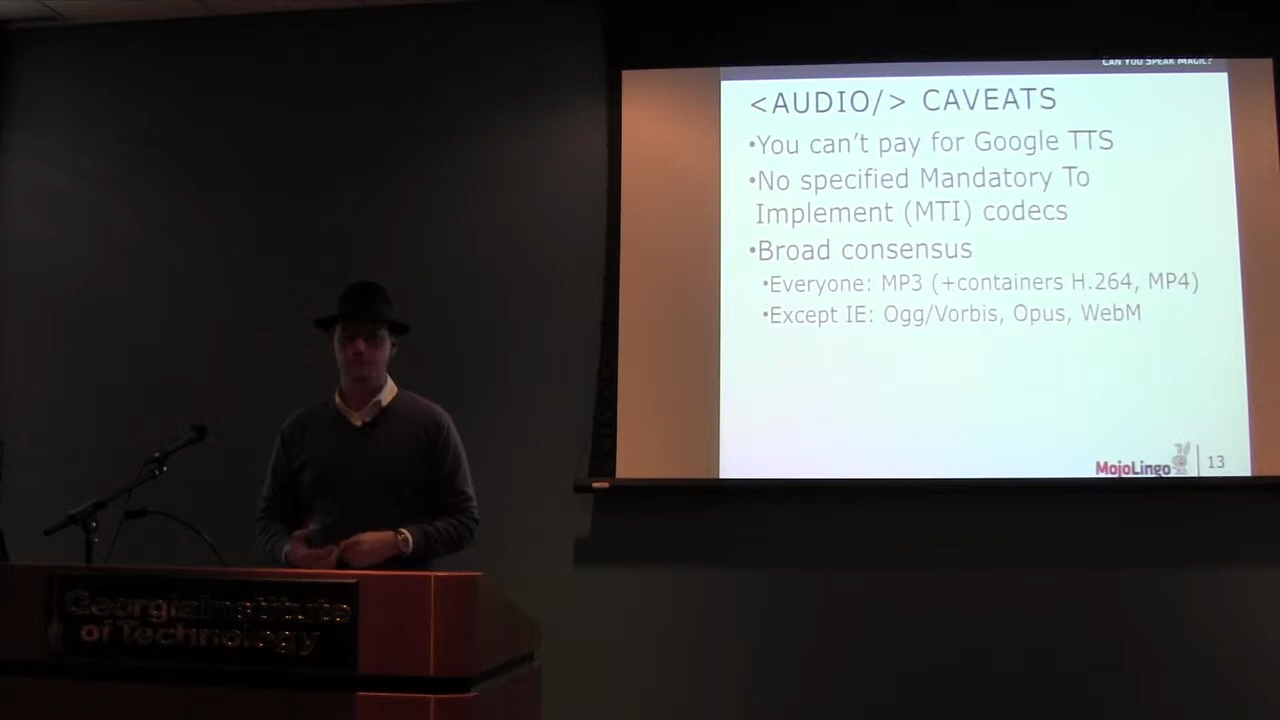 CAN YOU SPEAK MAGIC?
<AUDIO/> CAVEATS
•You can't pay for Google TTS
•No specified Mandatory To
Implement (MTI) codecs
•Broad consensus
•Everyone: MP3 (+containers H.264, MP4)
•Except IE: Ogg/Vorbis, Opus, WebM
MojoLingo
13
Georgia Institute
of Technology